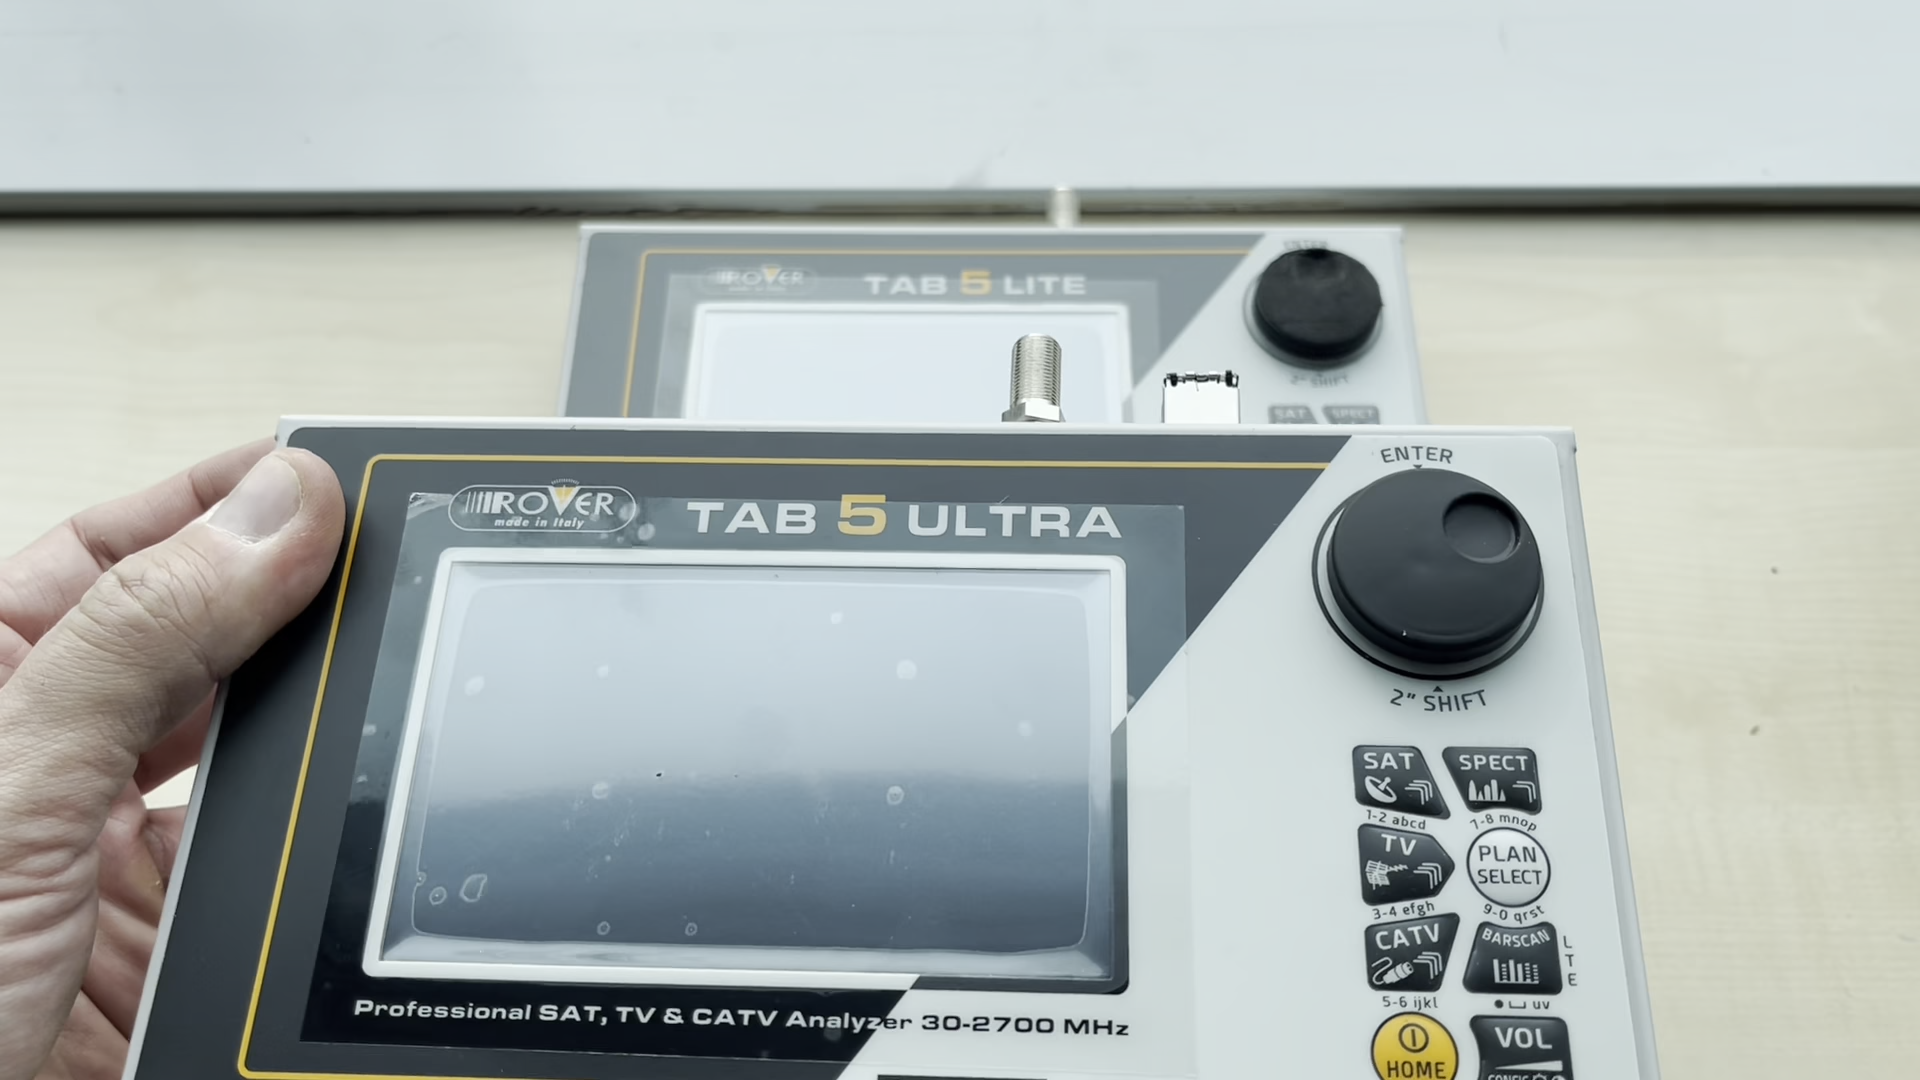 ROVER
TAB 5 LITE
2" SHIFT
SAT
SPECT
ENTER
ROVER
made in Italy
TAB 5 ULTRA
2" SHIFT
SAT
SPECT
1-2 abcd
7-8 mnop
TV
PLAN
SELECT
3-4 efgh
9-0 qrst
CATV
BARSCAN
LTE
5-6 ijkl
uv
Professional SAT, TV & CATV Analyzer 30-2700 MHz
HOME
VOL